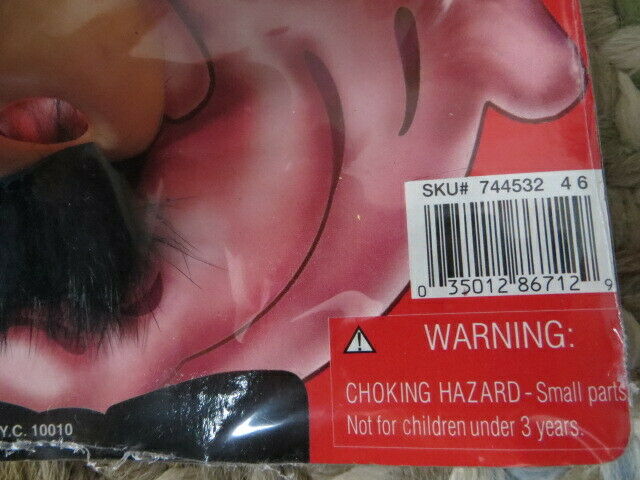 SKU# 744532 46
0 35012 86712 9
WARNING:
CHOKING HAZARD - Small parts
Not for children under 3 years.
Y.C. 10010